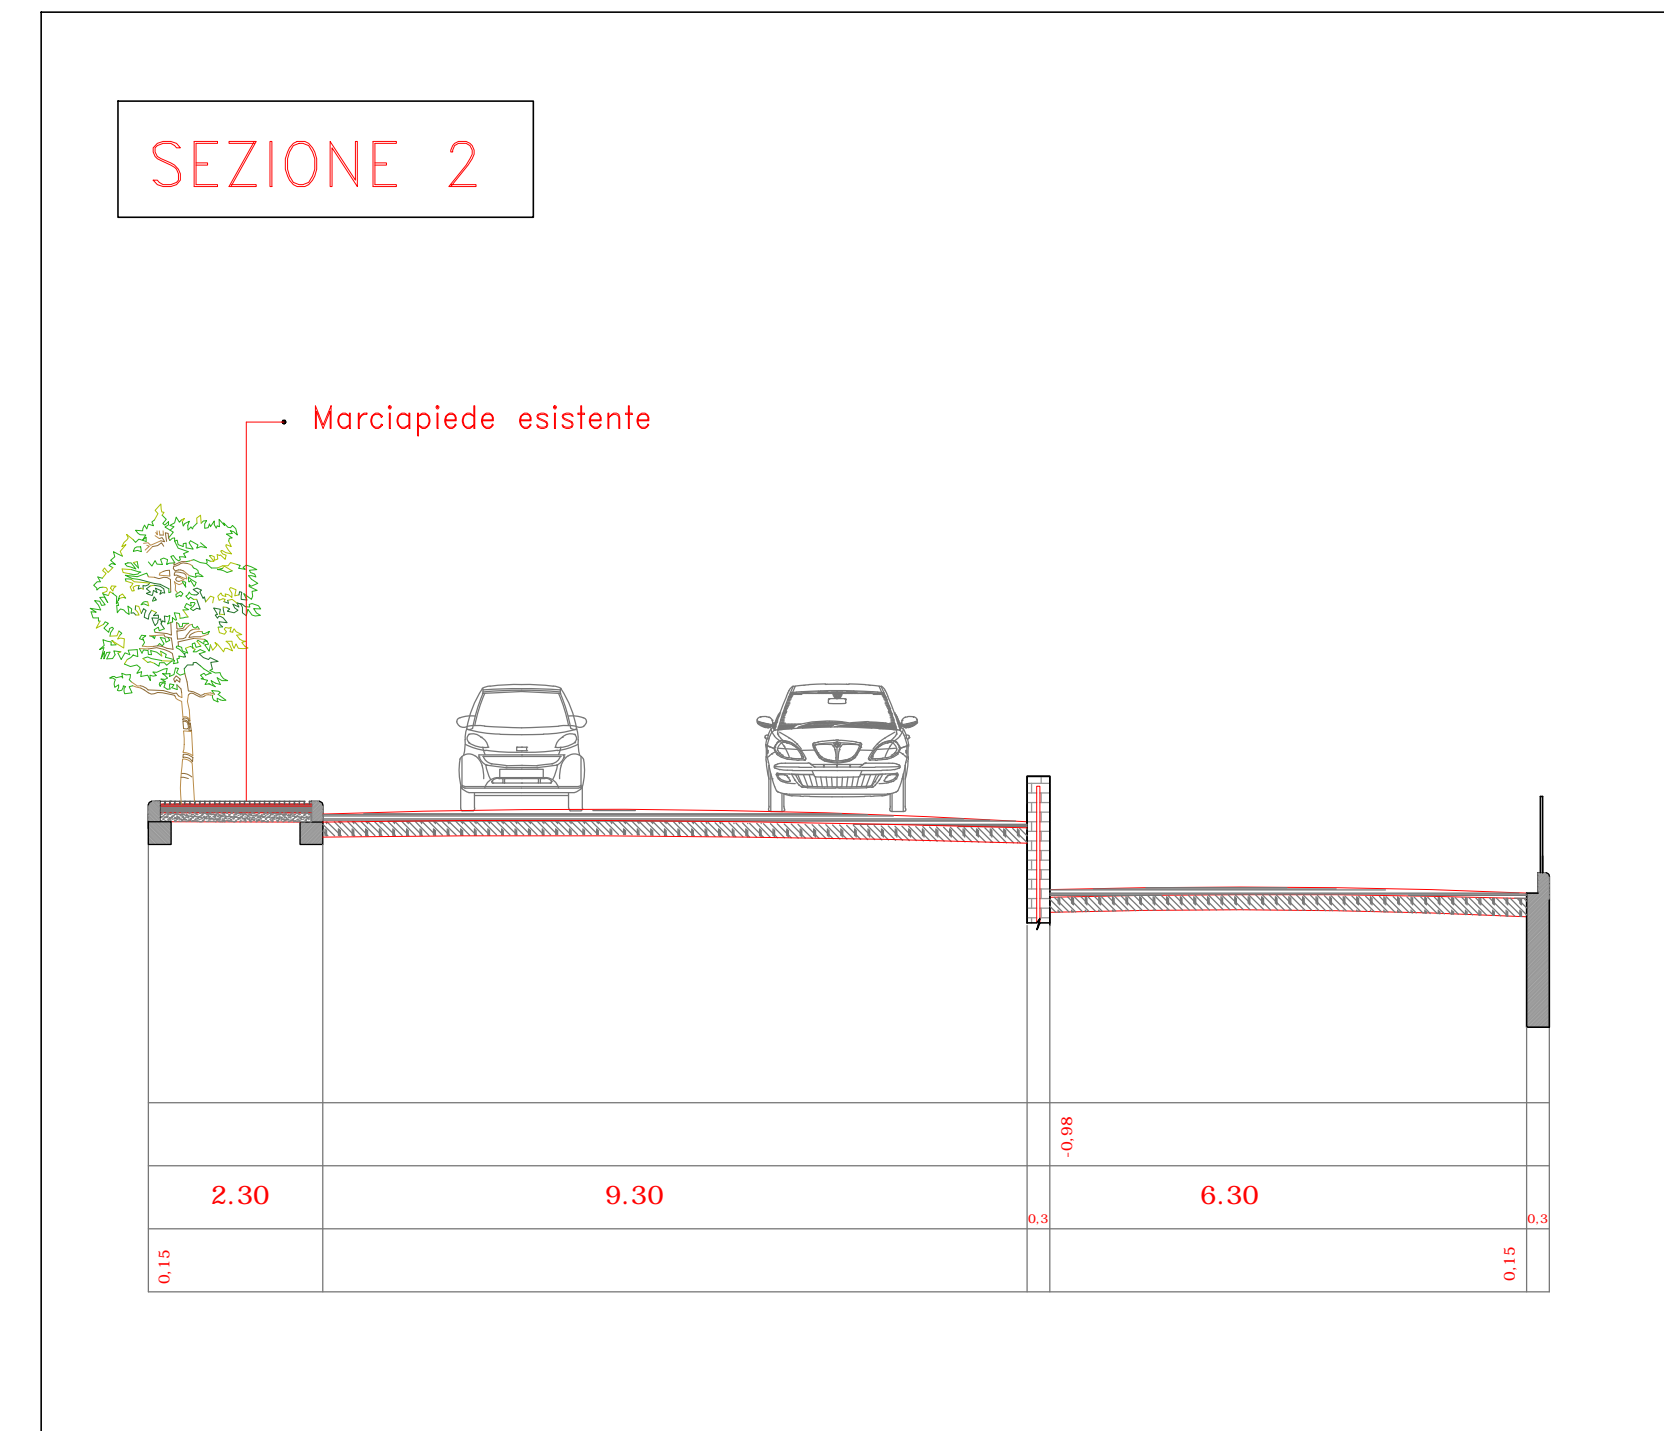 SEZIONE 2
Marciapiede esistente
-0,98
2.30 9.30 0,3 6.30 0,3
0,15 0,15